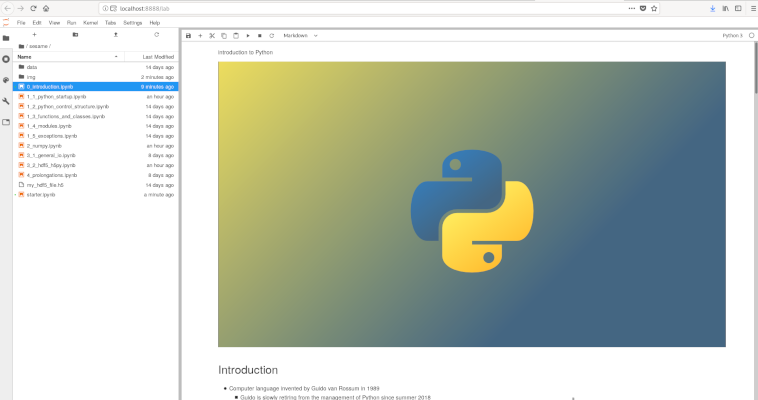 localhost:8888/lab
File Edit View Run Kernel Tabs Settings Help
/ sesame /
Name Last Modified
data 14 days ago
img 2 minutes ago
0_introduction.ipynb 9 minutes ago
1_1_python_startup.ipynb an hour ago
1_2_python_control_structure.ipynb 14 days ago
1_3_functions_and_classes.ipynb 14 days ago
1_4_modules.ipynb 14 days ago
1_5_exceptions.ipynb 14 days ago
2_numpy.ipynb an hour ago
3_1_general_io.ipynb 8 days ago
3_2_hdf5_h5py.ipynb an hour ago
4_prolongations.ipynb 8 days ago
my_hdf5_file.h5 14 days ago
starter.ipynb a minute ago
Markdown Python 3
Introduction to Python
Introduction
Computer language invented by Guido van Rossum in 1989
Guido is slowly retiring from the management of Python since summer 2018